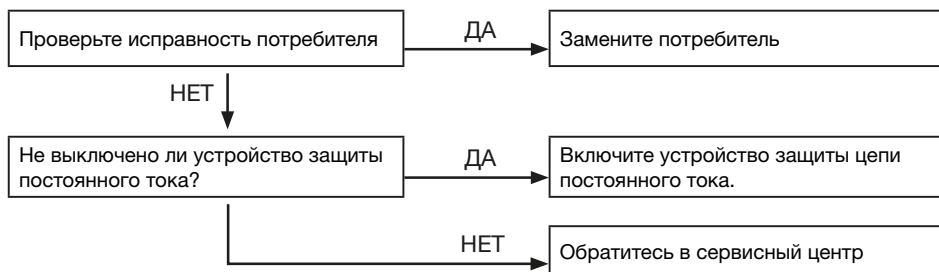 Проверьте исправность потребителя
ДА
Замените потребитель
НЕТ
Не выключено ли устройство защиты
постоянного тока?
ДА
Включите устройство защиты цепи
постоянного тока.
НЕТ
Обратитесь в сервисный центр